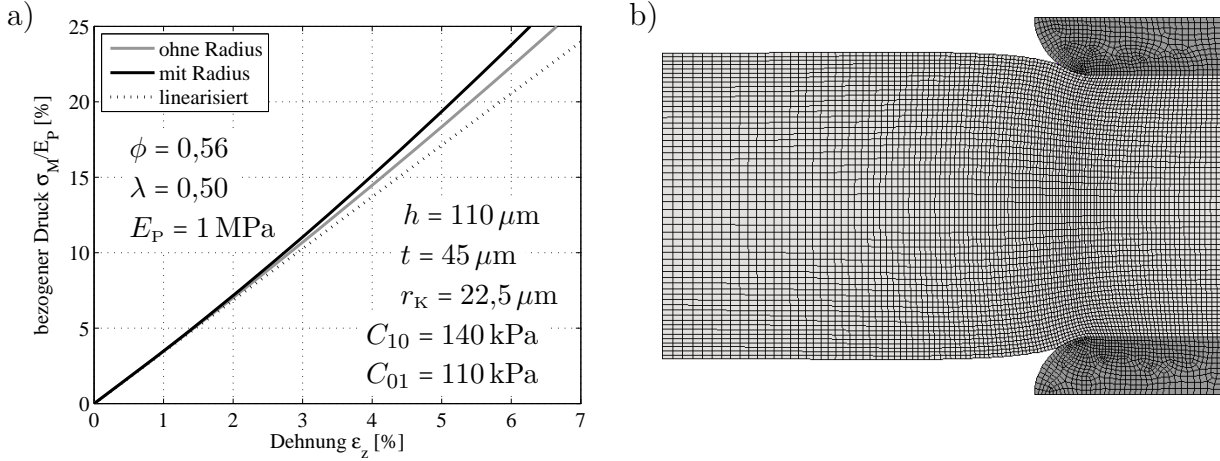 a)
b)
25
20
15
10
5
0
bezogener Druck σ_M/E_P [%]
ohne Radius
mit Radius
linearisiert
ϕ = 0,56
λ = 0,50
E_P = 1 MPa
h = 110 µm
t = 45 µm
r_K = 22,5 µm
C_10 = 140 kPa
C_01 = 110 kPa
0 1 2 3 4 5 6 7
Dehnung ε_z [%]